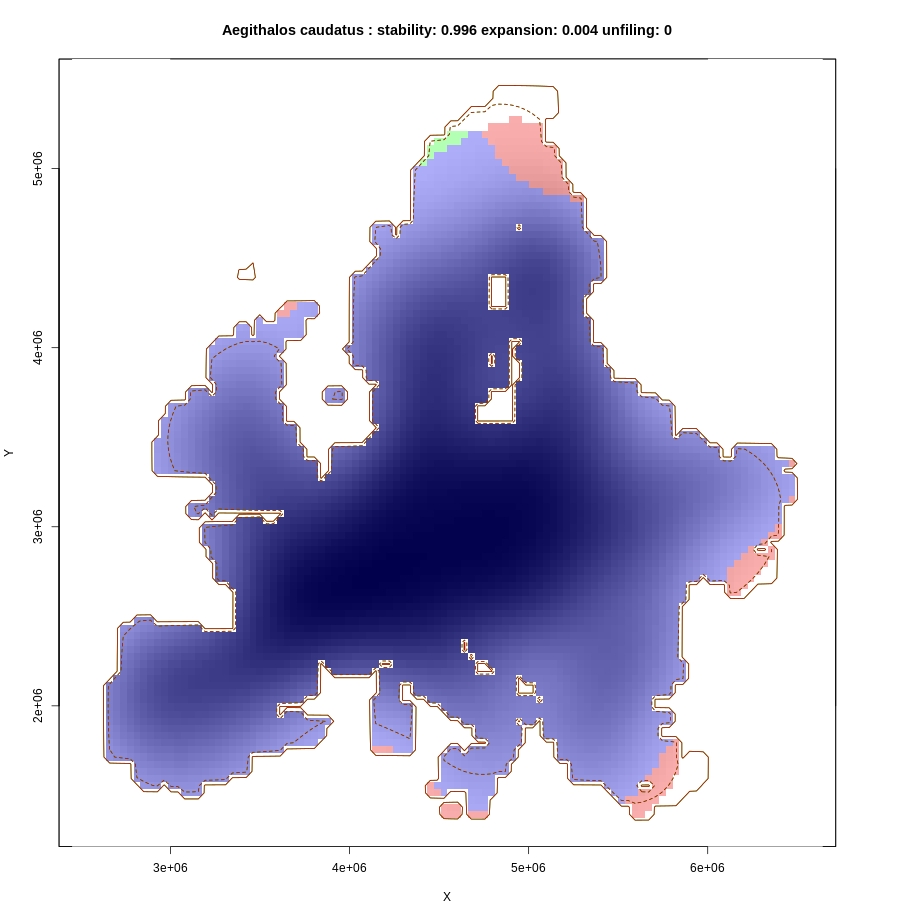 Aegithalos caudatus : stability: 0.996 expansion: 0.004 unfiling: 0
5e+06
4e+06
Y
3e+06
2e+06
3e+06 4e+06 5e+06 6e+06
X